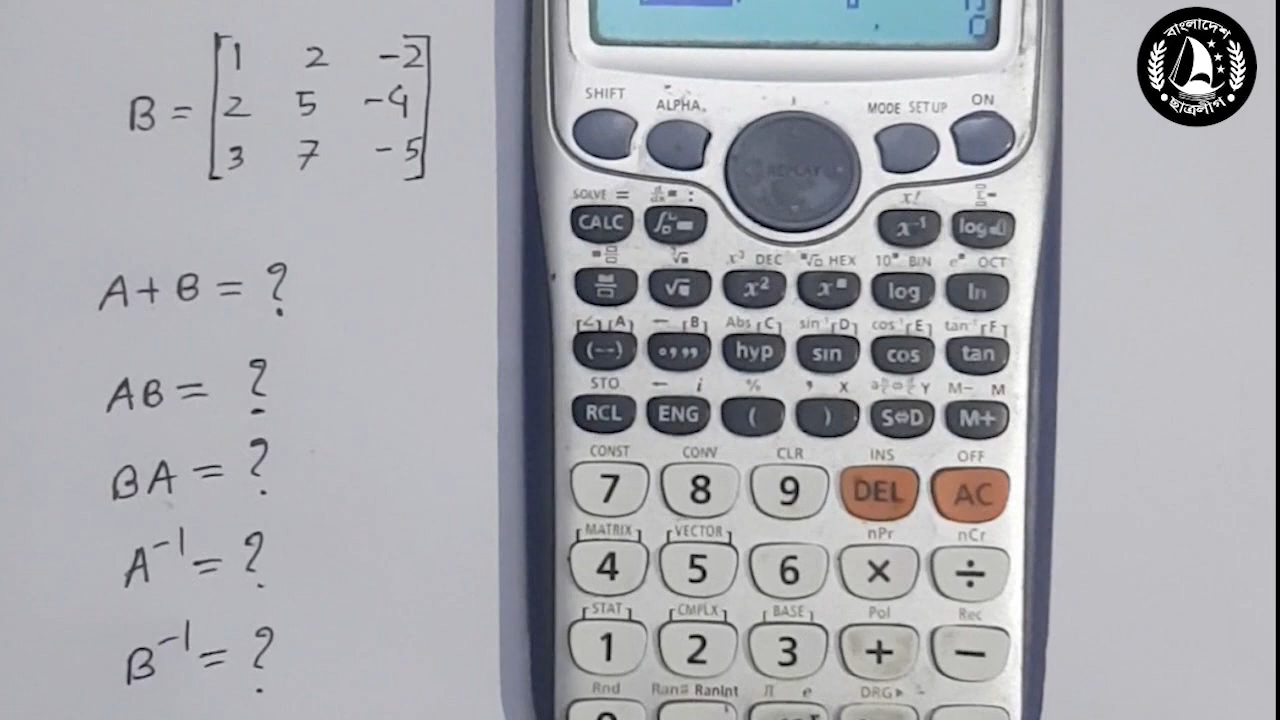 B = [1 2 -2
2 5 -4
3 7 -5]
A + B = ?
AB = ?
BA = ?
A⁻¹ = ?
B⁻¹ = ?
বাংলাদেশ
ছাত্রলীগ
SHIFT ALPHA MODE SETUP ON
REPLAY
SOLVE = d/dx :
x!
CALC x⁻¹ log
x³ DEC HEX 10 BIN e OCT
√ x² x log ln
(A) ← (B) Abs (C) sin⁻¹ (D) cos⁻¹ (E) tan⁻¹ (F)
(−) hyp sin cos tan
STO ← i % , X Y M− M
RCL ENG ( ) S⇔D M+
CONST CONV CLR INS OFF
7 8 9 DEL AC
MATRIX VECTOR nPr nCr
4 5 6 × ÷
STAT CMPLX BASE Pol Rec
1 2 3 + −
Rnd Ran# RanInt π e DRG▸